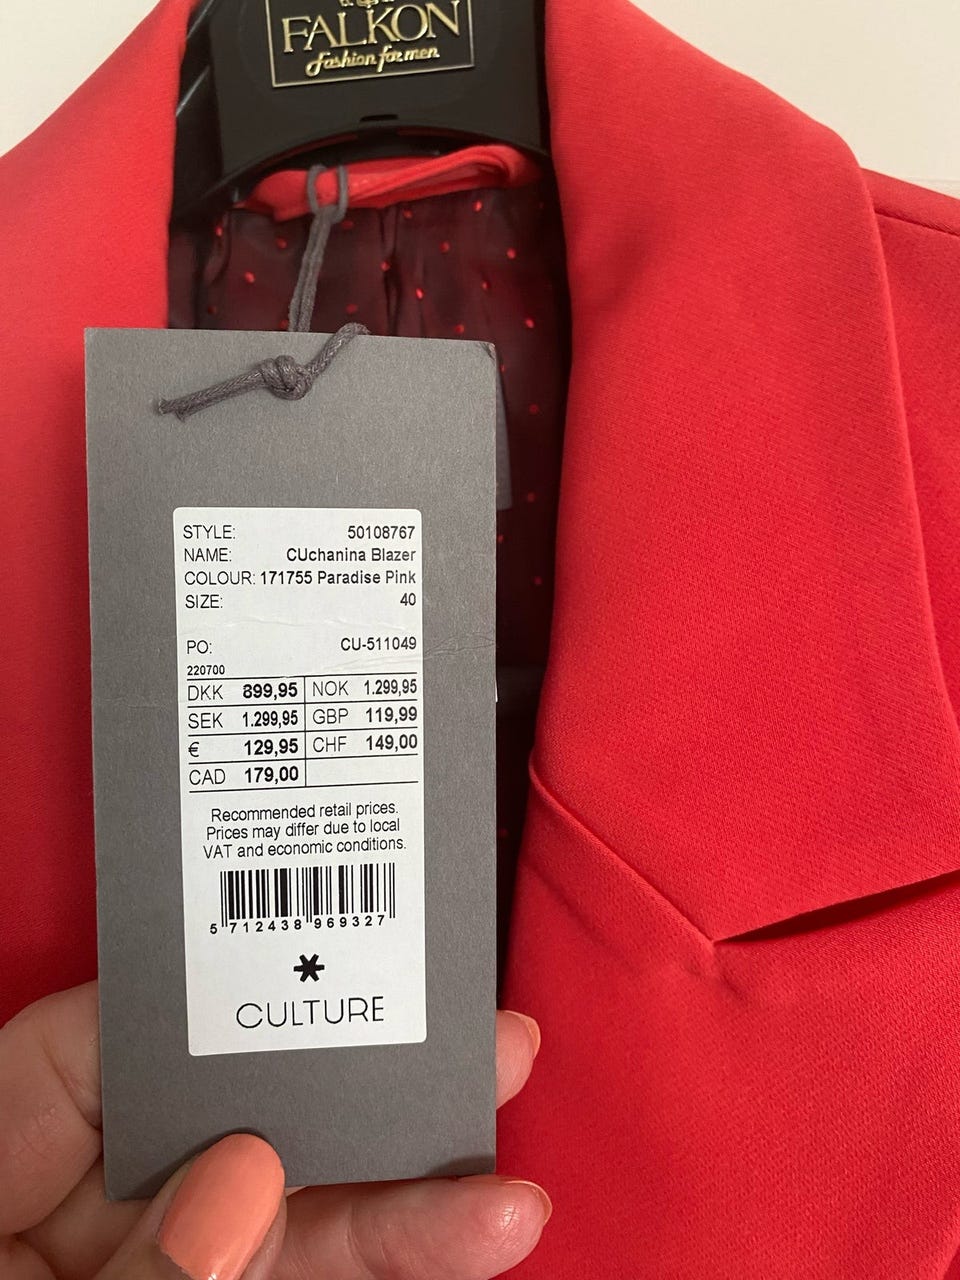 FALKON
fashion for men
STYLE: 50108767
NAME: CUchanina Blazer
COLOUR: 171755 Paradise Pink
SIZE: 40
PO: CU-511049
220700
DKK 899,95 NOK 1.299,95
SEK 1.299,95 GBP 119,99
€ 129,95 CHF 149,00
CAD 179,00
Recommended retail prices.
Prices may differ due to local
VAT and economic conditions.
5 712438 969327
CULTURE